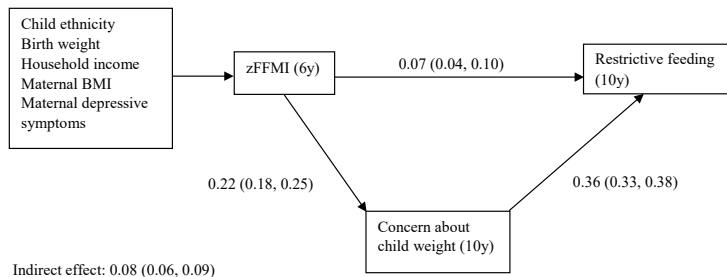 Child ethnicity
Birth weight
Household income
Maternal BMI
Maternal depressive
symptoms
zFFMI (6y)
0.07 (0.04, 0.10)
Restrictive feeding
(10y)
0.22 (0.18, 0.25)
0.36 (0.33, 0.38)
Concern about
child weight (10y)
Indirect effect: 0.08 (0.06, 0.09)